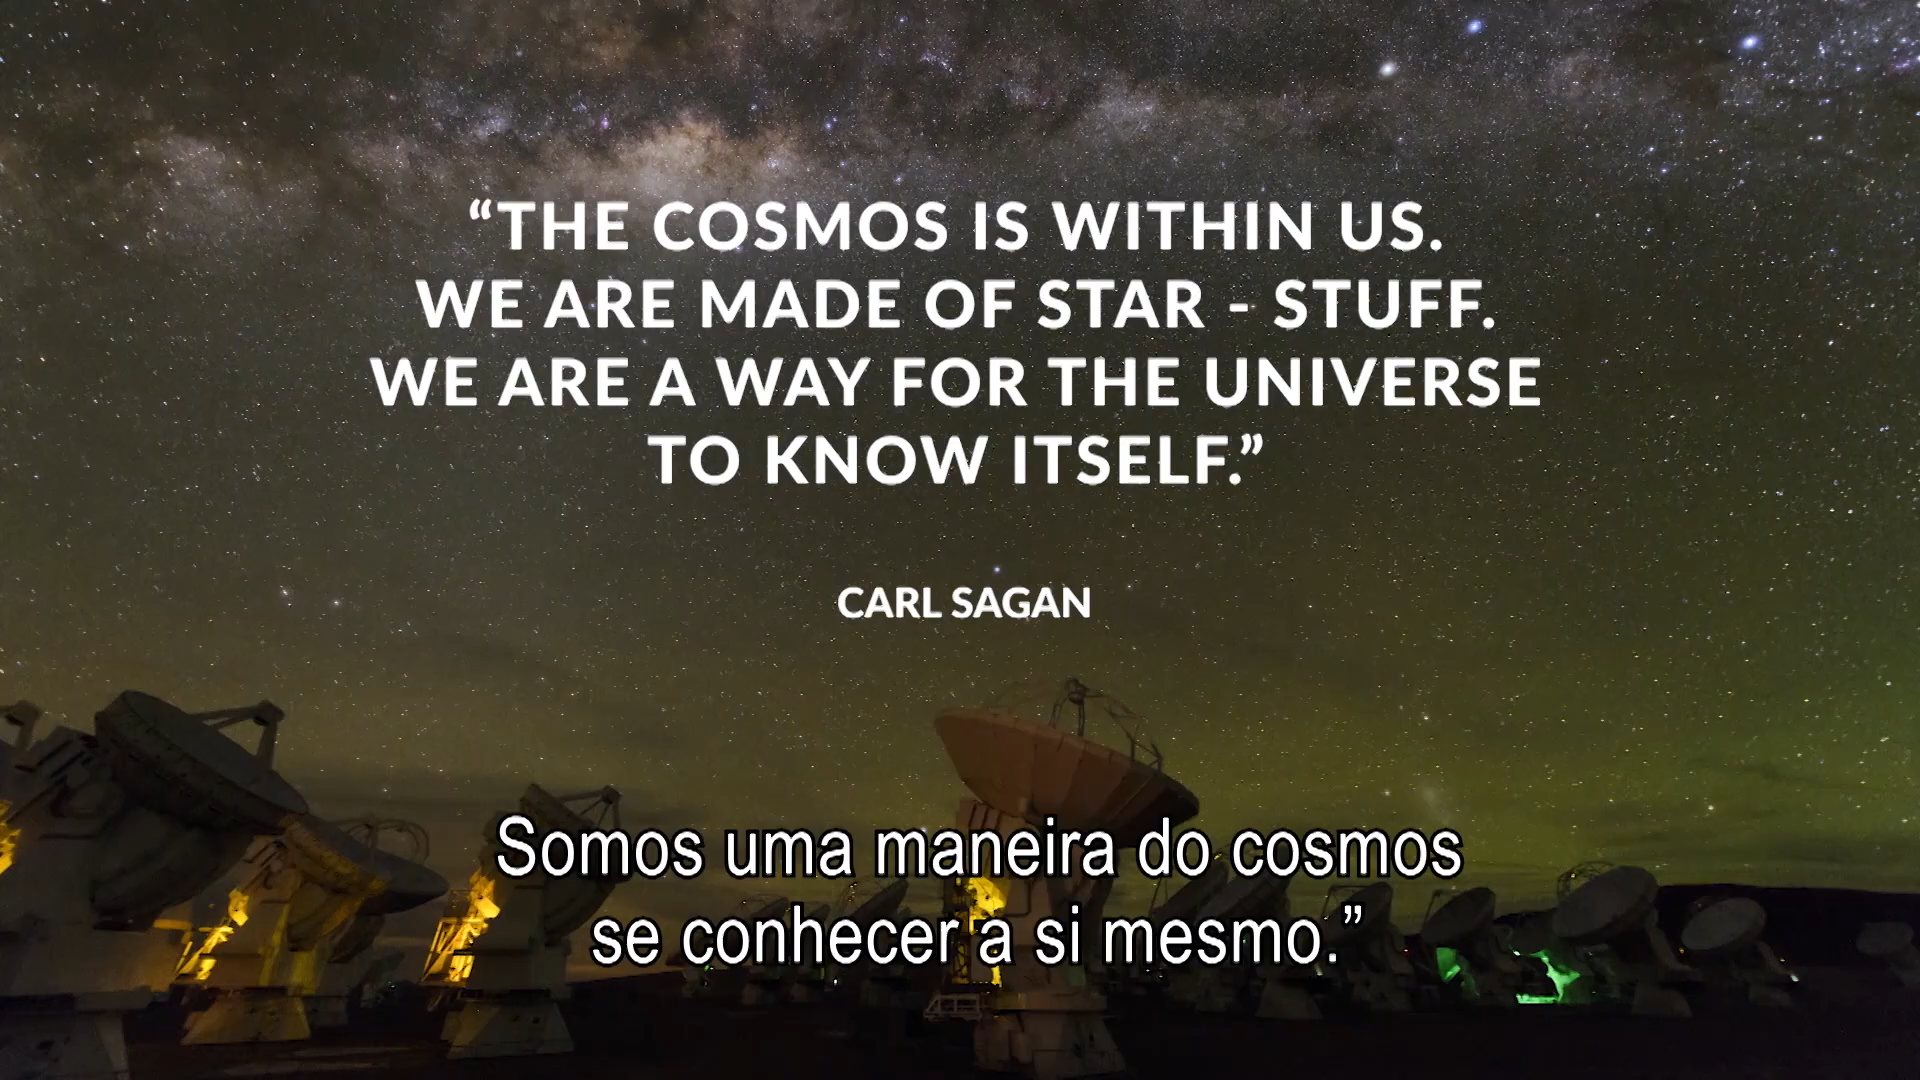 “THE COSMOS IS WITHIN US.
WE ARE MADE OF STAR - STUFF.
WE ARE A WAY FOR THE UNIVERSE
TO KNOW ITSELF.”
CARL SAGAN
Somos uma maneira do cosmos
se conhecer a si mesmo.”